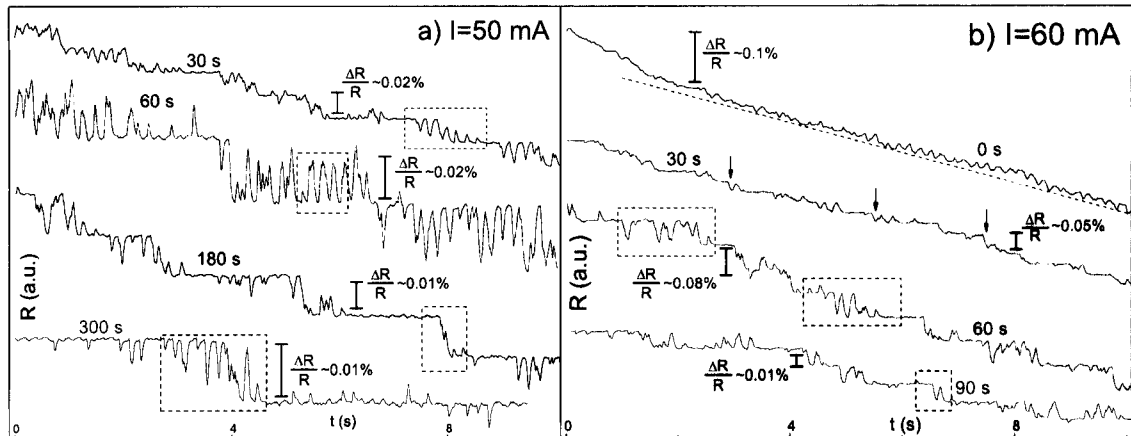 a) I=50 mA
30 s
ΔR/R ~0.02%
60 s
ΔR/R ~0.02%
180 s
ΔR/R ~0.01%
300 s
ΔR/R ~0.01%
R (a.u.)
t (s)
0 4 8
b) I=60 mA
ΔR/R ~0.1%
0 s
30 s
ΔR/R ~0.05%
ΔR/R ~0.08%
60 s
ΔR/R ~0.01%
90 s
R (a.u.)
t (s)
0 4 8